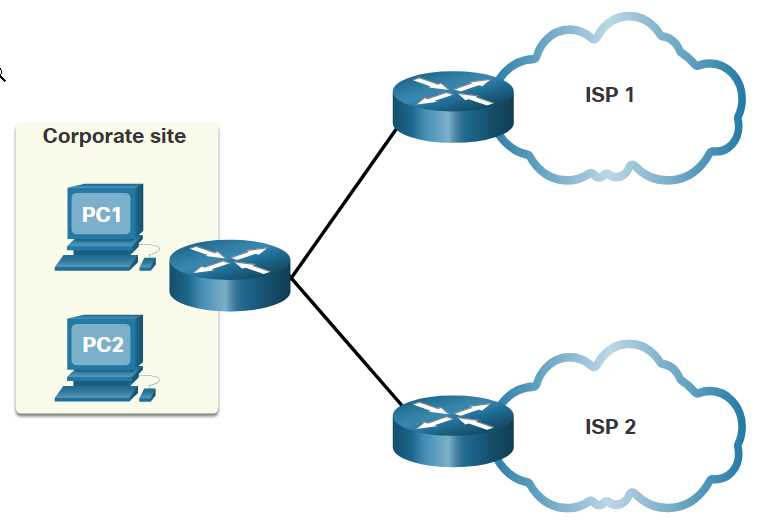 Corporate site
PC1
PC2
ISP 1
ISP 2